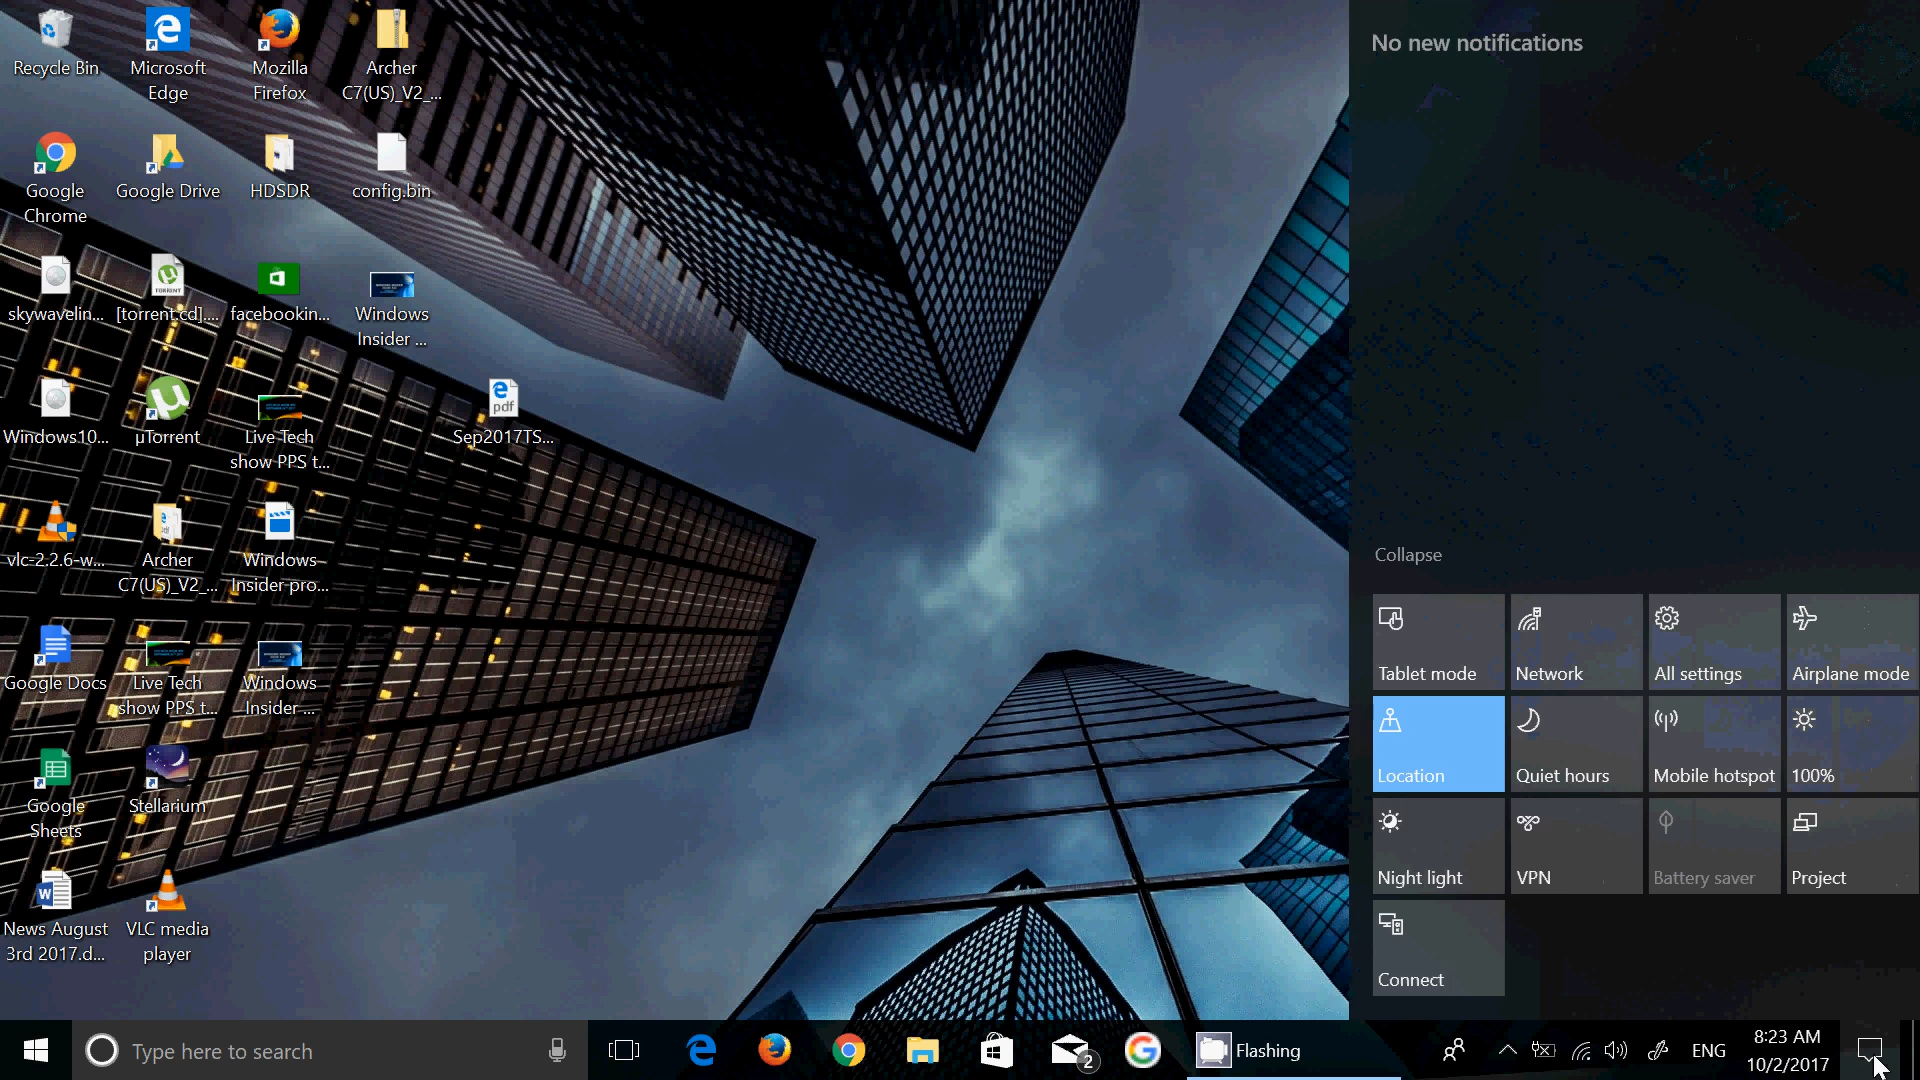 Recycle Bin
Microsoft
Edge
Mozilla
Firefox
Archer
C7(US)_V2_...
Google
Chrome
Google Drive
HDSDR
config.bin
skywavelin...
[torrent.cd]....
TORRENT
facebookin...
Windows
Insider ...
Windows10...
µTorrent
Live Tech
show PPS t...
pdf
Sep2017TS...
vlc-2.2.6-w...
Archer
C7(US)_V2_...
Windows
Insider-pro...
Google Docs
Live Tech
show PPS t...
Windows
Insider ...
Google
Sheets
Stellarium
News August
3rd 2017.d...
VLC media
player
No new notifications
Collapse
Tablet mode
Network
All settings
Airplane mode
Location
Quiet hours
Mobile hotspot
100%
Night light
VPN
Battery saver
Project
Connect
Type here to search
2
Flashing
ENG
8:23 AM
10/2/2017